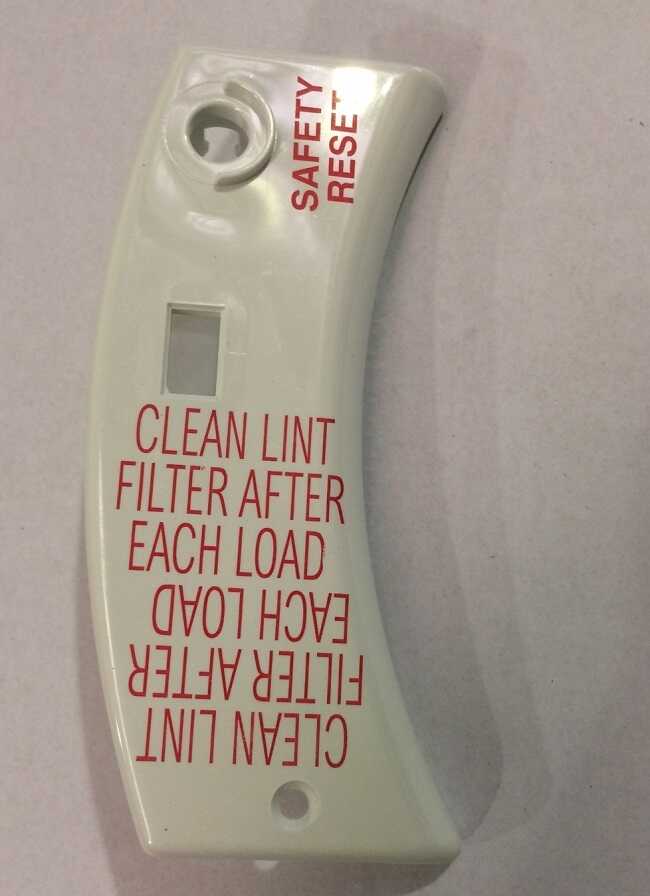 SAFETY
RESET
CLEAN LINT
FILTER AFTER
EACH LOAD
CLEAN LINT
FILTER AFTER
EACH LOAD